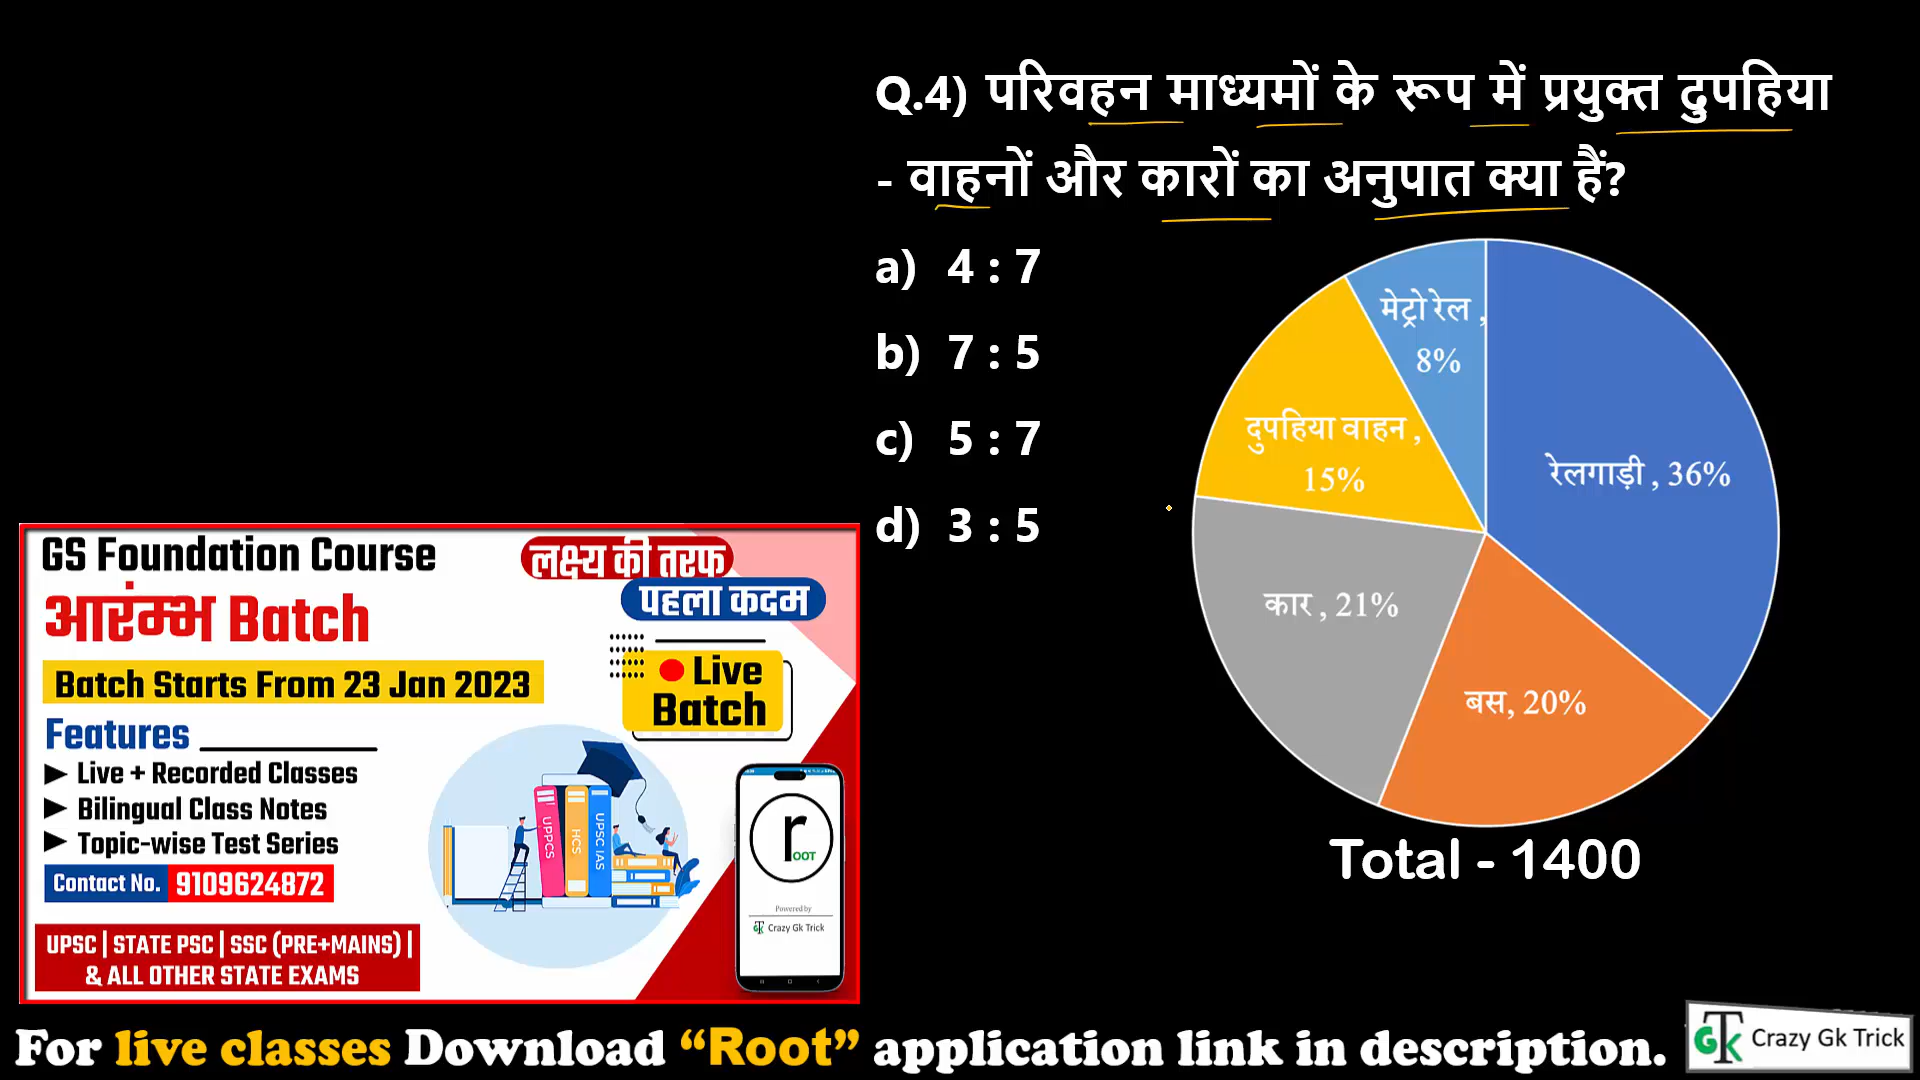 Q.4) परिवहन माध्यमों के रूप में प्रयुक्त दुपहिया
- वाहनों और कारों का अनुपात क्या हैं?
a) 4 : 7
b) 7 : 5
c) 5 : 7
d) 3 : 5
मेट्रो रेल ,
8%
दुपहिया वाहन ,
15%
रेलगाड़ी , 36%
कार , 21%
बस, 20%
Total - 1400
GS Foundation Course
आरंम्भ Batch
Batch Starts From 23 Jan 2023
Features
Live + Recorded Classes
Bilingual Class Notes
Topic-wise Test Series
Contact No. 9109624872
UPSC | STATE PSC | SSC (PRE+MAINS) |
& ALL OTHER STATE EXAMS
लक्ष्य की तरफ
पहला कदम
Live
Batch
UPPCS
HCS
UPSC IAS
rOOT
Powered by
GTK Crazy Gk Trick
For live classes Download “Root” application link in description.
GTK Crazy Gk Trick